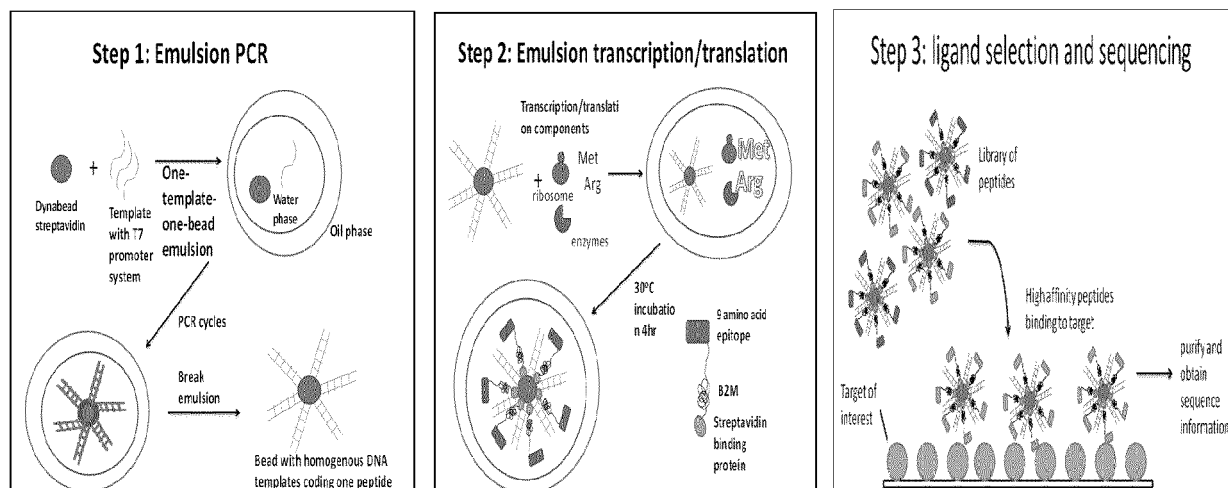 Step 1: Emulsion PCR
Dynabead
streptavidin
+
Template
with T7
promoter
system
One-
template-
one-bead
emulsion
Water
phase
Oil phase
PCR cycles
Break
emulsion
Bead with homogenous DNA
templates coding one peptide
Step 2: Emulsion transcription/translation
Transcription/translati
on components
+
Met
Arg
ribosome
enzymes
Met
Arg
30°C
incubatio
n 4hr
9 amino acid
epitope
B2M
Streptavidin
binding
protein
Step 3: ligand selection and sequencing
Library of
peptides
High affinity peptides
binding to target
Target of
interest
purify and
obtain
sequence
information